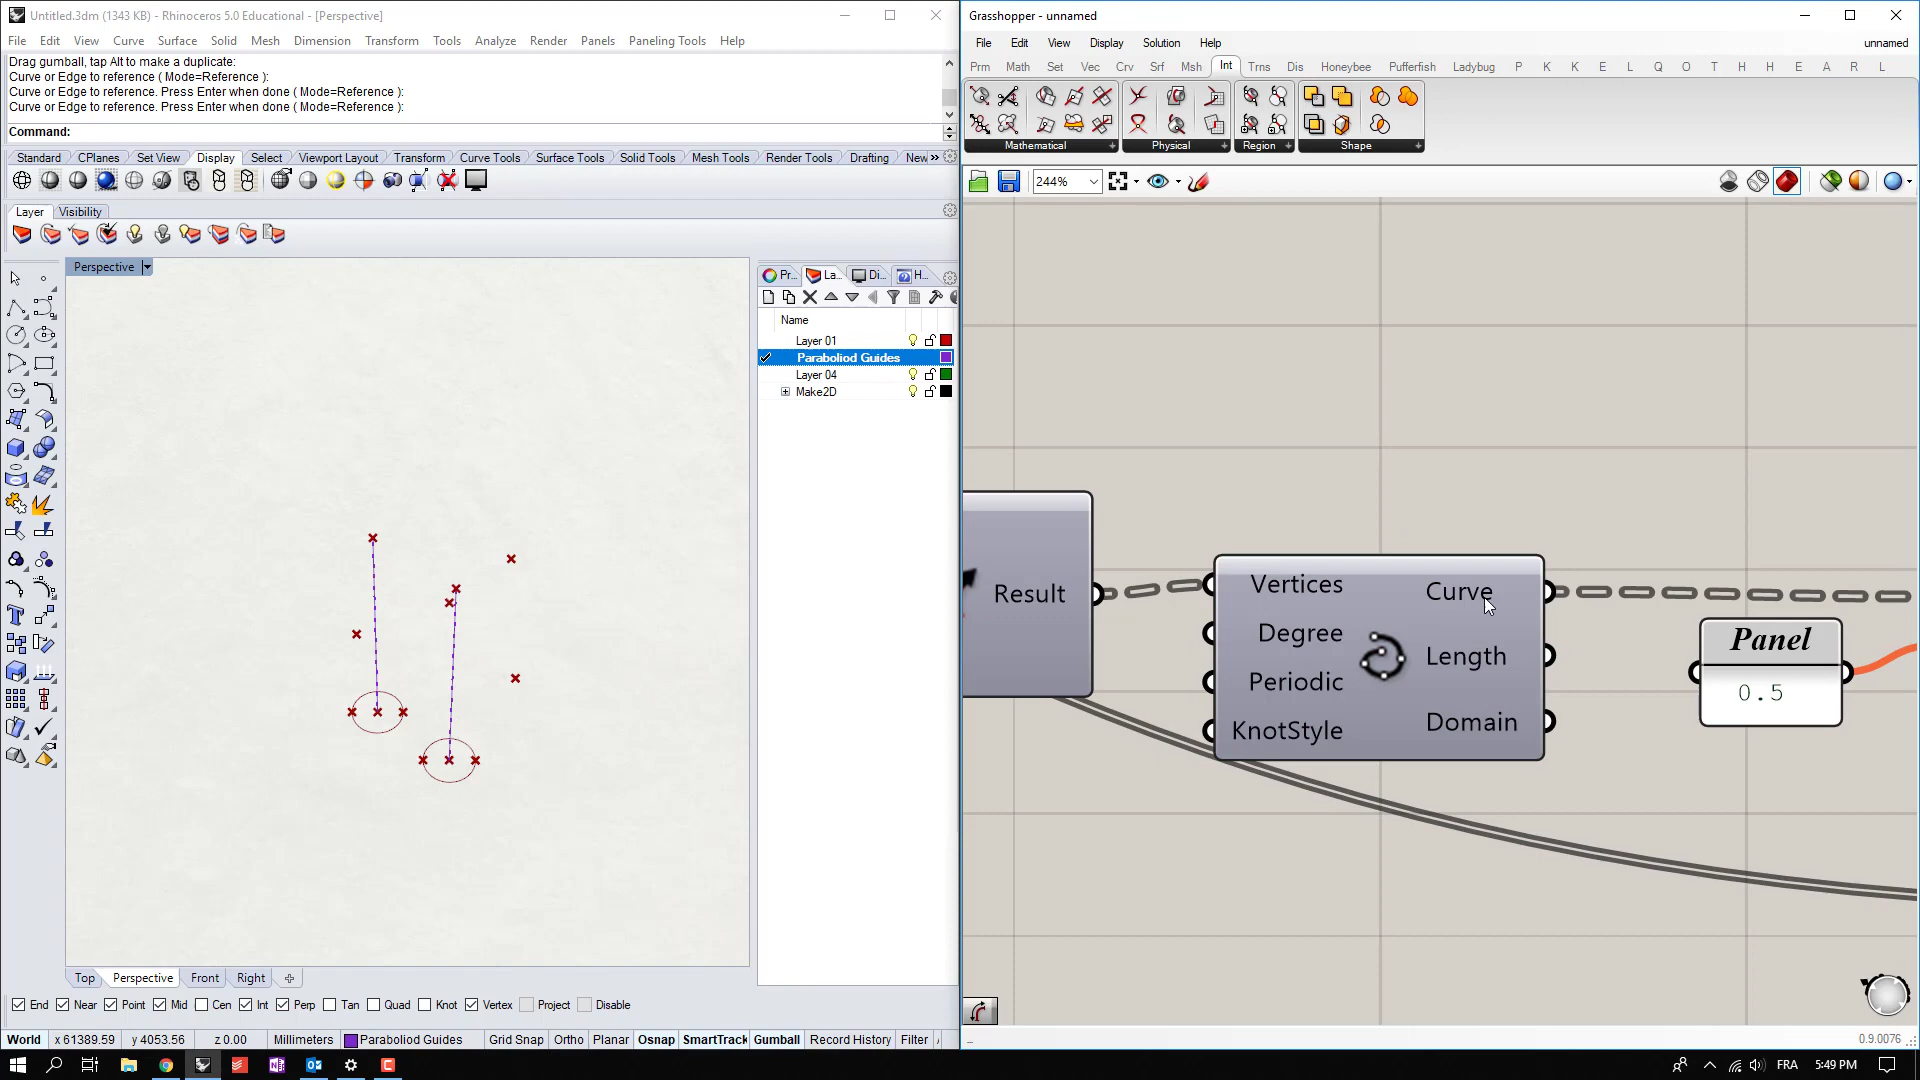 Untitled.3dm (1343 KB) - Rhinoceros 5.0 Educational - [Perspective]
File Edit View Curve Surface Solid Mesh Dimension Transform Tools Analyze Render Panels Paneling Tools Help
Drag gumball, tap Alt to make a duplicate:
Curve or Edge to reference ( Mode=Reference ):
Curve or Edge to reference. Press Enter when done ( Mode=Reference ):
Curve or Edge to reference. Press Enter when done ( Mode=Reference ):
Command:
Standard CPlanes Set View Display Select Viewport Layout Transform Curve Tools Surface Tools Solid Tools Mesh Tools Render Tools Drafting New »
Layer Visibility
Perspective
Pr... La... Di... H...
Name
Layer 01
Paraboliod Guides
Layer 04
Make2D
Top Perspective Front Right
End Near Point Mid Cen Int Perp Tan Quad Knot Vertex Project Disable
World x 61389.59 y 4053.56 z 0.00 Millimeters Paraboliod Guides Grid Snap Ortho Planar Osnap SmartTrack Gumball Record History Filter
Grasshopper - unnamed
File Edit View Display Solution Help unnamed
Prm Math Set Vec Crv Srf Msh Int Trns Dis Honeybee Pufferfish Ladybug P K K E L Q O T H H E A R L
Mathematical Physical Region Shape
244%
Result
Vertices
Degree
Periodic
KnotStyle
Curve
Length
Domain
Panel
0.5
0.9.0076
FRA 5:49 PM